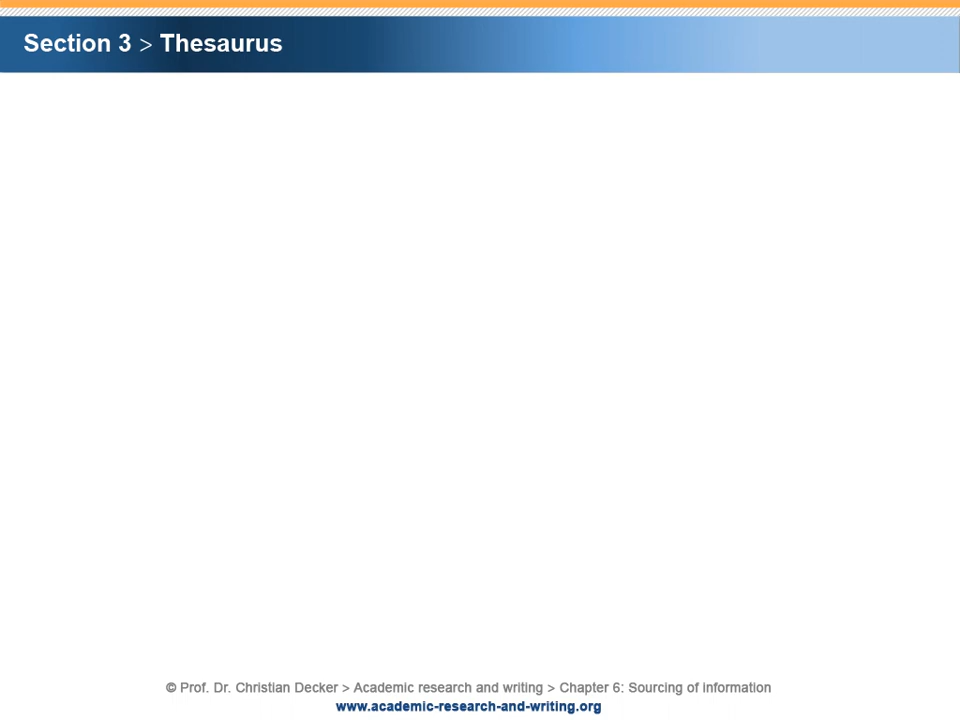 Section 3 > Thesaurus
© Prof. Dr. Christian Decker > Academic research and writing > Chapter 6: Sourcing of information
www.academic-research-and-writing.org